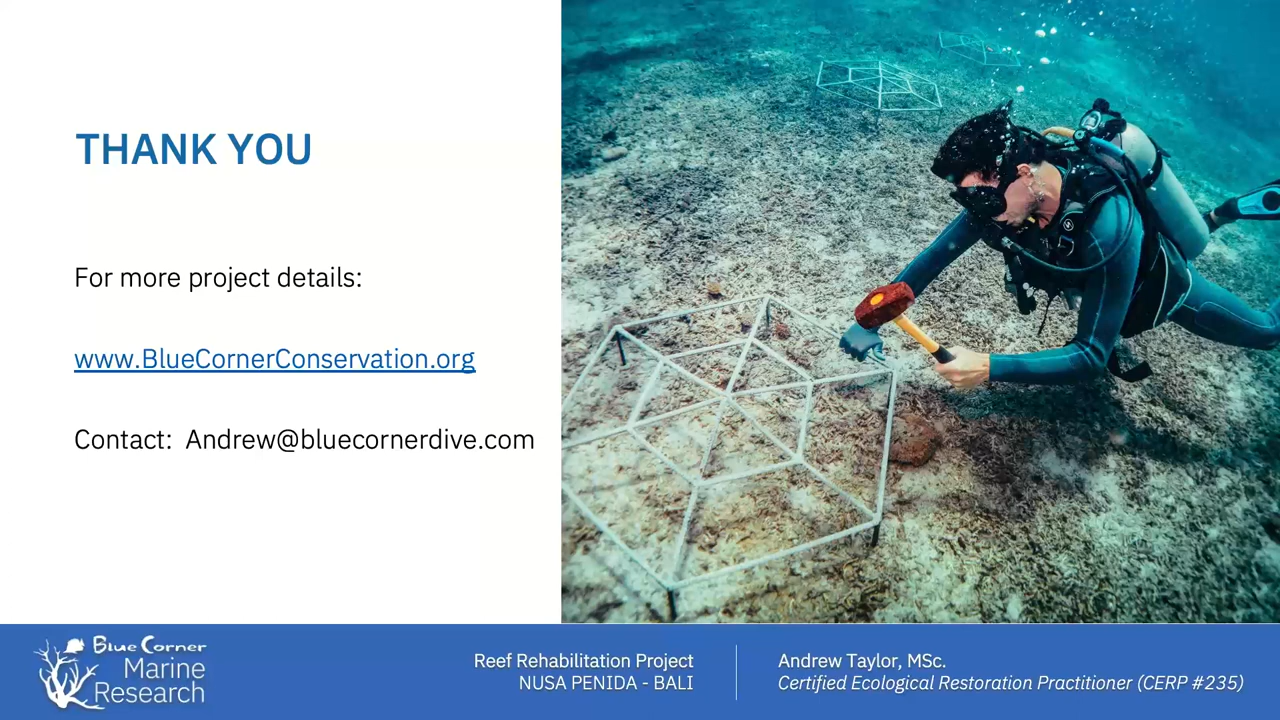 THANK YOU
For more project details:
www.BlueCornerConservation.org
Contact: Andrew@bluecornerdive.com
Blue Corner
Marine
Research
Reef Rehabilitation Project
NUSA PENIDA - BALI
Andrew Taylor, MSc.
Certified Ecological Restoration Practitioner (CERP #235)